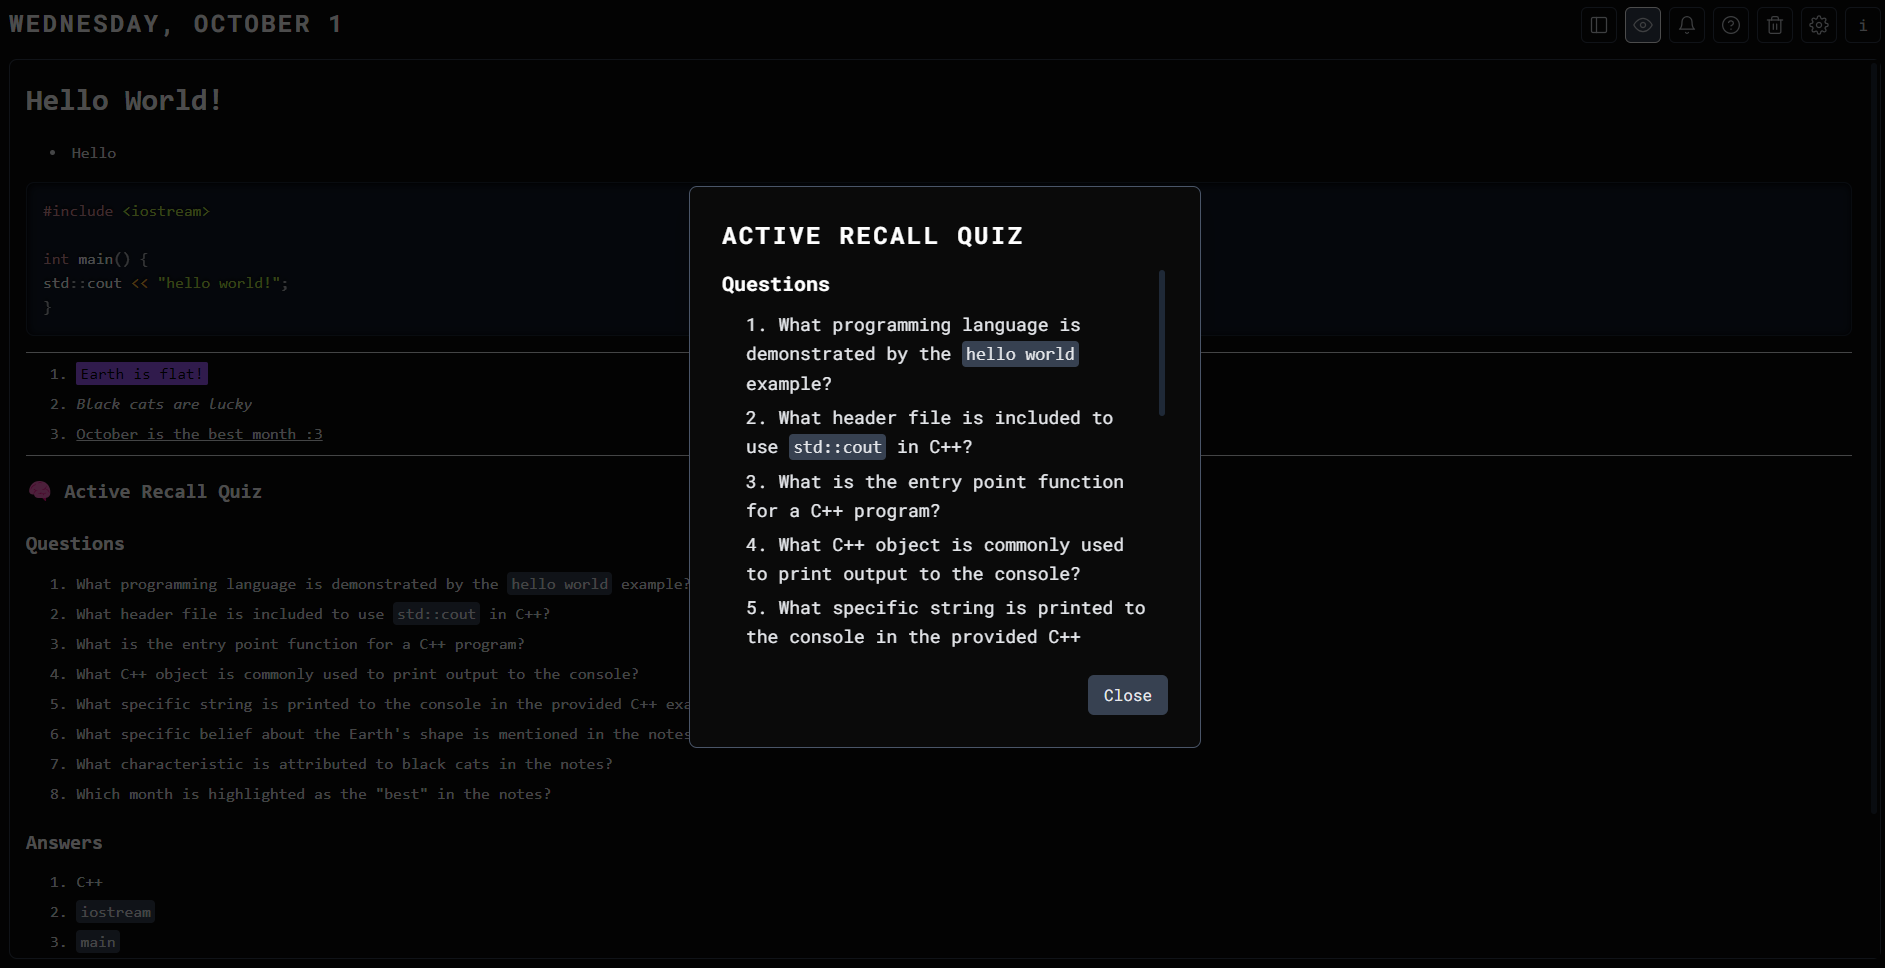 WEDNESDAY, OCTOBER 1
i
Hello World!
• Hello
#include <iostream>
int main() {
std::cout << "hello world!";
}
1. Earth is flat!
2. Black cats are lucky
3. October is the best month :3
🧠 Active Recall Quiz
Questions
1. What programming language is demonstrated by the hello world example?
2. What header file is included to use std::cout in C++?
3. What is the entry point function for a C++ program?
4. What C++ object is commonly used to print output to the console?
5. What specific string is printed to the console in the provided C++ exa
6. What specific belief about the Earth's shape is mentioned in the notes
7. What characteristic is attributed to black cats in the notes?
8. Which month is highlighted as the "best" in the notes?
Answers
1. C++
2. iostream
3. main
ACTIVE RECALL QUIZ
Questions
1. What programming language is
demonstrated by the hello world
example?
2. What header file is included to
use std::cout in C++?
3. What is the entry point function
for a C++ program?
4. What C++ object is commonly used
to print output to the console?
5. What specific string is printed to
the console in the provided C++
Close